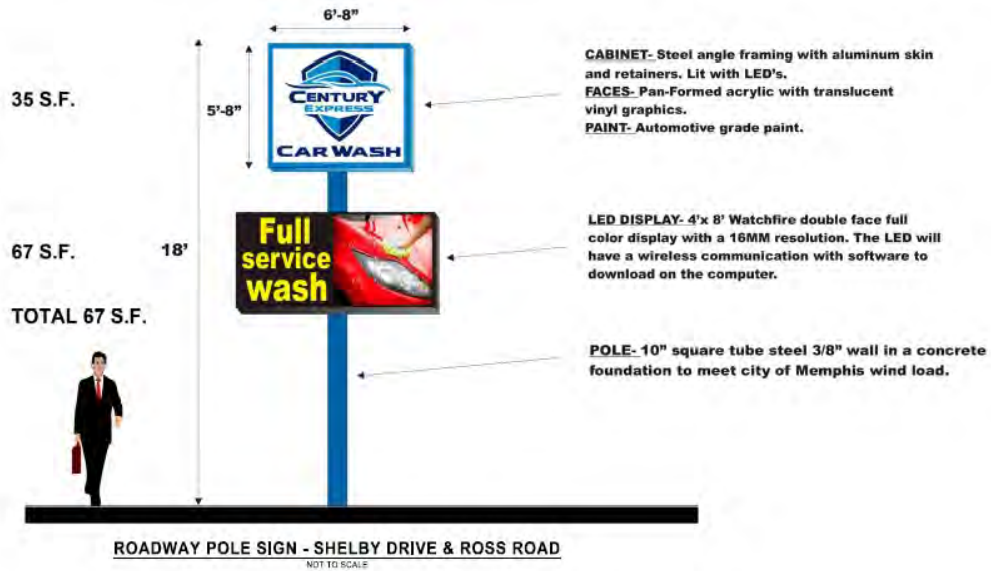 6'-8"
35 S.F.
5'-8"
CENTURY
EXPRESS
CAR WASH
CABINET- Steel angle framing with aluminum skin
and retainers. Lit with LED's.
FACES- Pan-Formed acrylic with translucent
vinyl graphics.
PAINT- Automotive grade paint.
67 S.F.
18'
Full
service
wash
LED DISPLAY- 4'x 8' Watchfire double face full
color display with a 16MM resolution. The LED will
have a wireless communication with software to
download on the computer.
TOTAL 67 S.F.
POLE- 10" square tube steel 3/8" wall in a concrete
foundation to meet city of Memphis wind load.
ROADWAY POLE SIGN - SHELBY DRIVE & ROSS ROAD
NOT TO SCALE